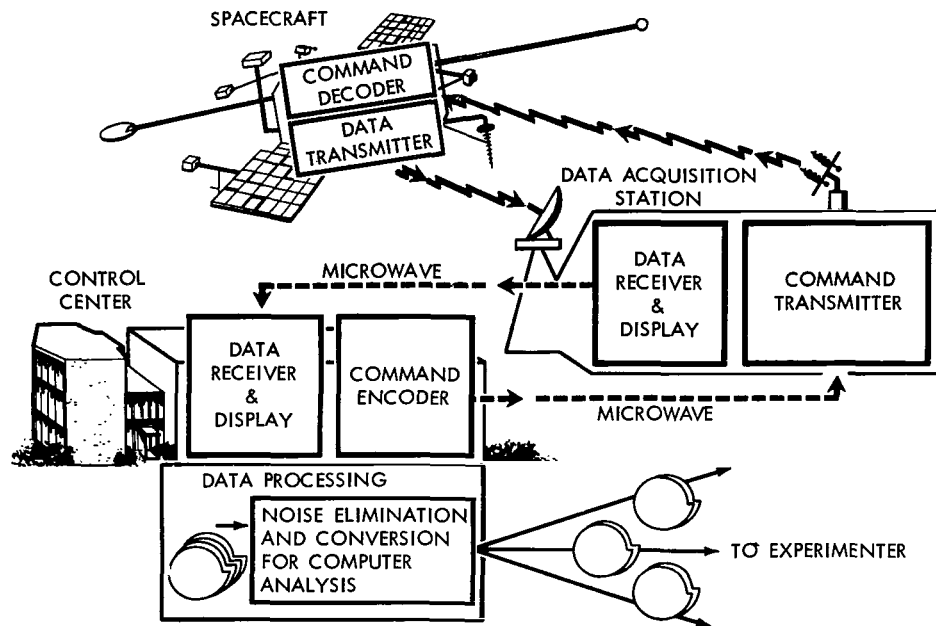 SPACECRAFT
COMMAND
DECODER
DATA
TRANSMITTER
DATA ACQUISITION
STATION
DATA
RECEIVER
&
DISPLAY
COMMAND
TRANSMITTER
MICROWAVE
CONTROL
CENTER
DATA
RECEIVER
&
DISPLAY
COMMAND
ENCODER
MICROWAVE
DATA PROCESSING
NOISE ELIMINATION
AND CONVERSION
FOR COMPUTER
ANALYSIS
TO EXPERIMENTER